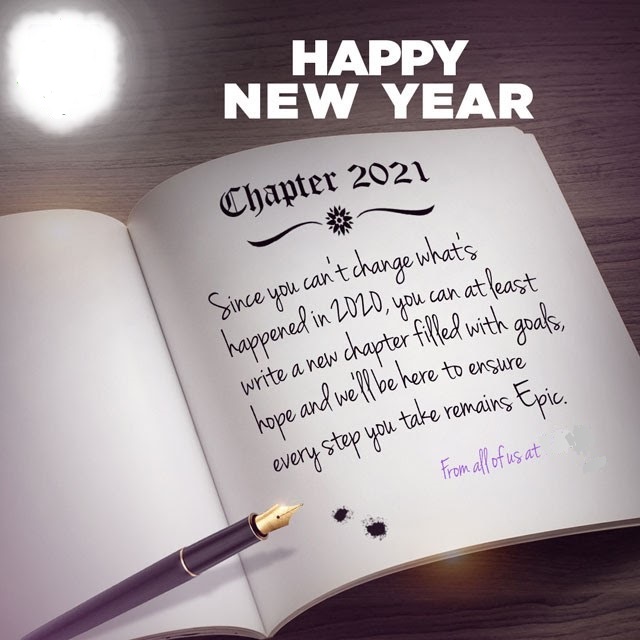 HAPPY
NEW YEAR
Chapter 2021
Since you can't change what's
happened in 2020, you can at least
write a new chapter filled with goals,
hope and we'll be here to ensure
every step you take remains Epic.
From all of us at